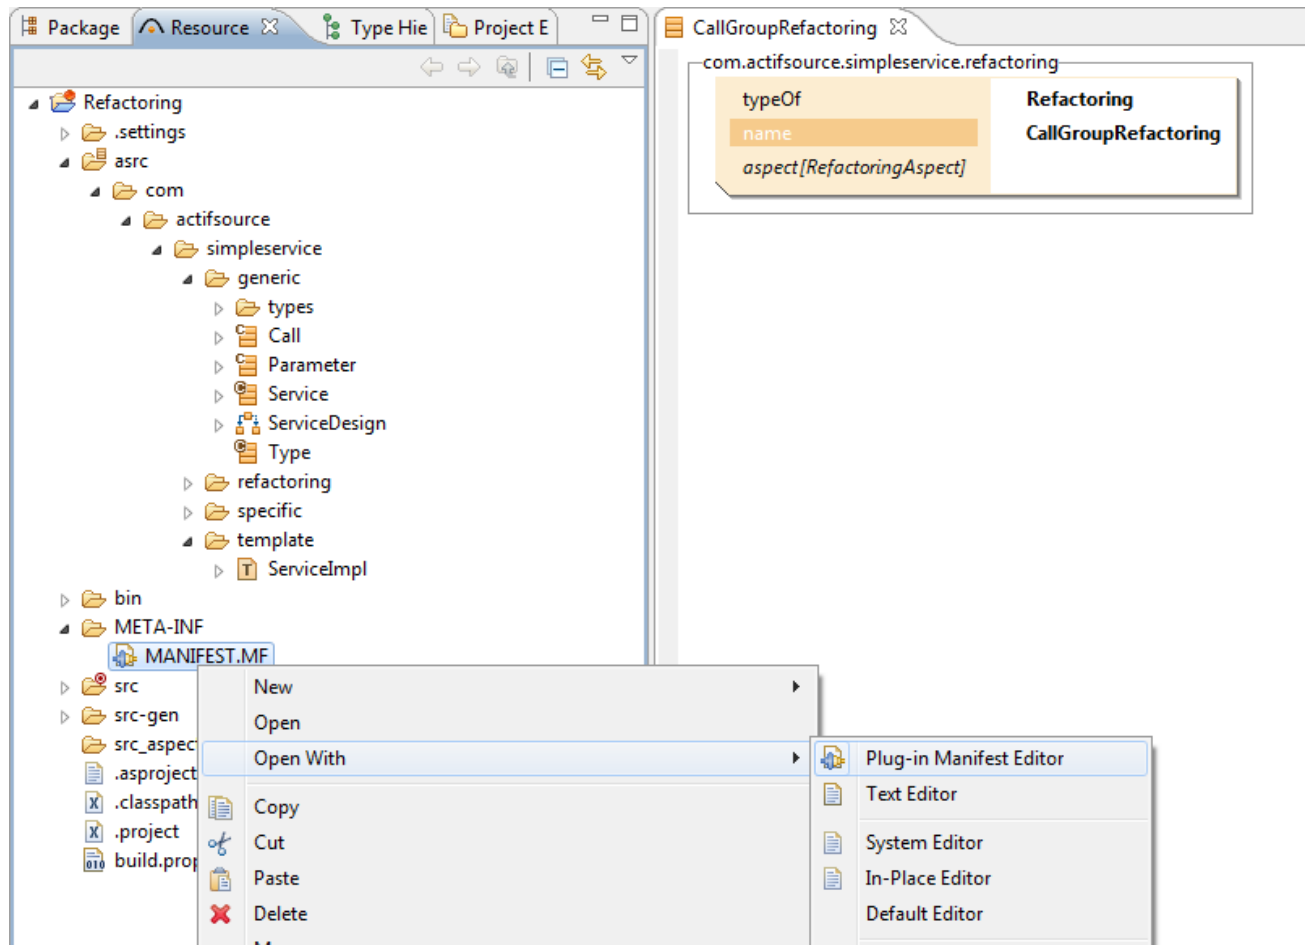 Package
Resource
Type Hie
Project E
Refactoring
.settings
asrc
com
actifsource
simpleservice
generic
types
Call
Parameter
Service
ServiceDesign
Type
refactoring
specific
template
ServiceImpl
bin
META-INF
MANIFEST.MF
src
src-gen
src_aspec
.asproject
.classpath
.project
build.prop
CallGroupRefactoring
com.actifsource.simpleservice.refactoring
typeOf Refactoring
name CallGroupRefactoring
aspect[RefactoringAspect]
New
Open
Open With
Copy
Cut
Paste
Delete
Plug-in Manifest Editor
Text Editor
System Editor
In-Place Editor
Default Editor